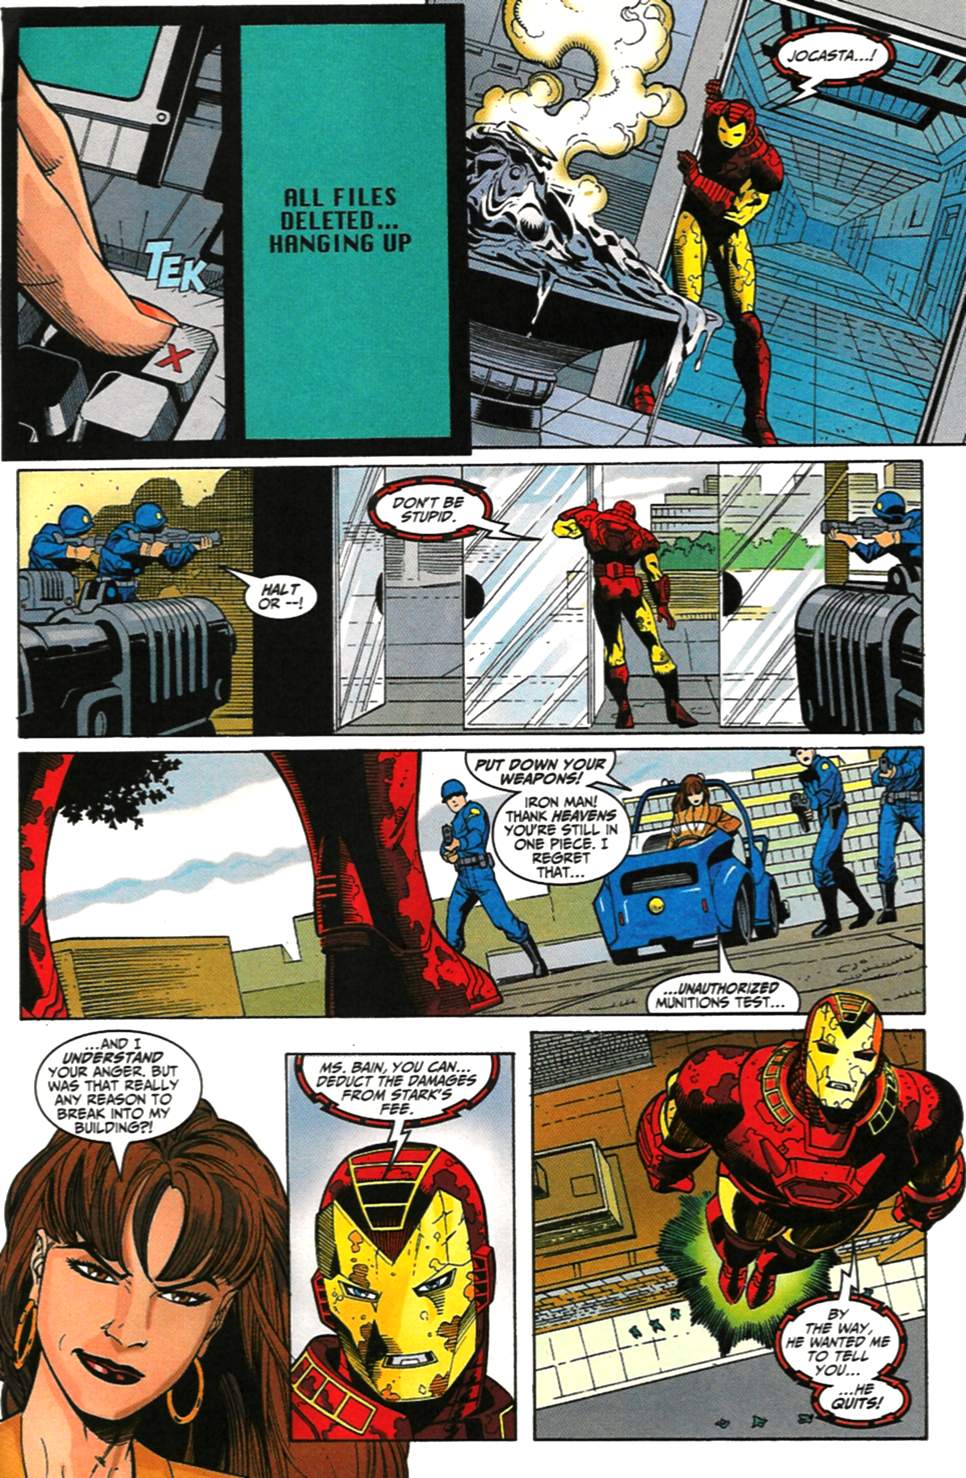 TEK
X
ALL FILES
DELETED...
HANGING UP
JOCASTA...!
HALT
OR --!
DON'T BE
STUPID.
PUT DOWN YOUR
WEAPONS!
IRON MAN!
THANK HEAVENS
YOU'RE STILL IN
ONE PIECE. I
REGRET
THAT...
...UNAUTHORIZED
MUNITIONS TEST...
...AND I
UNDERSTAND
YOUR ANGER. BUT
WAS THAT REALLY
ANY REASON TO
BREAK INTO MY
BUILDING?!
MS. BAIN, YOU CAN...
...DEDUCT THE DAMAGES
FROM STARK'S
FEE.
BY
THE WAY,
HE WANTED ME
TO TELL
YOU...
...HE
QUITS!